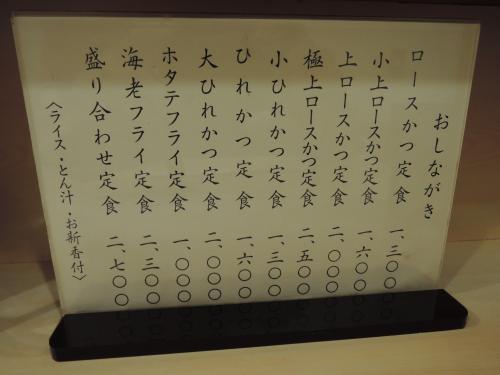 おしながき
ロースかつ定食 一、三〇〇
小上ロースかつ定食 一、六〇〇
上ロースかつ定食 二、〇〇〇
極上ロースかつ定食 二、五〇〇
小ひれかつ定食 一、三〇〇
ひれかつ定食 一、六〇〇
大ひれかつ定食 二、〇〇〇
ホタテフライ定食 一、〇〇〇
海老フライ定食 二、三〇〇
盛り合わせ定食 二、七〇〇
〈ライス・とん汁・お新香付〉